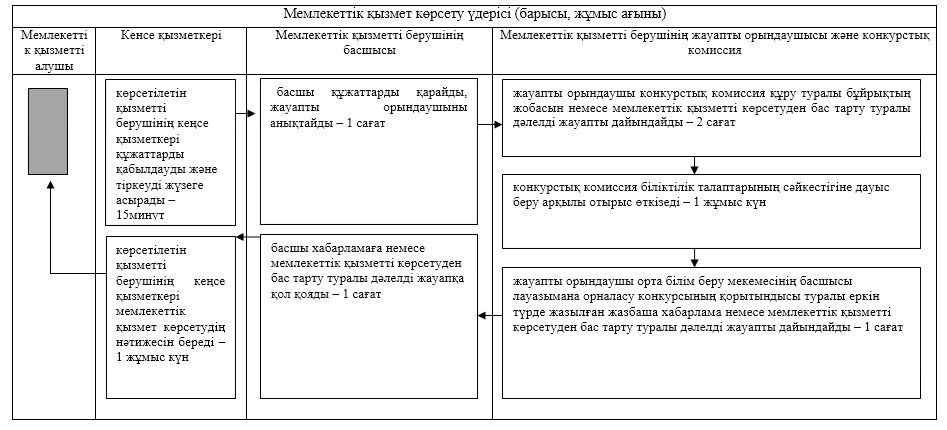 Мемлекеттік қызмет көрсету үдерісі (барысы, жұмыс ағыны)
Мемлекетті
к қызметті
алушы
Кенсе қызметкері
Мемлекеттік қызметті берушінің
басшысы
Мемлекеттік қызметті берушінің жауапты орындаушысы және конкурстық
комиссия
көрсетілетін
қызметті
берушінің кеңсе
қызметкері
құжаттарды
қабылдауды және
тіркеуді жүзеге
асырады –
15минут
басшы құжаттарды қарайды,
жауапты орындаушыны
анықтайды – 1 сағат
жауапты орындаушы конкурстық комиссия құру туралы бұйрықтың
жобасын немесе мемлекеттік қызметті көрсетуден бас тарту туралы
дәлелді жауапты дайындайды – 2 сағат
конкурстық комиссия біліктілік талаптарының сәйкестігіне дауыс
беру арқылы отырыс өткізеді – 1 жұмыс күн
көрсетілетін
қызметті
берушінің кеңсе
қызметкері
мемлекеттік
қызмет көрсетудің
нәтижесін береді –
1 жұмыс күн
басшы хабарламаға немесе
мемлекеттік қызметті көрсетуден
бас тарту туралы дәлелді жауапқа
қол қояды – 1 сағат
жауапты орындаушы орта білім беру мекемесінің басшысы
лауазымана орналасу конкурсының қорытындысы туралы еркін
түрде жазылған жазбаша хабарлама немесе мемлекеттік қызметті
көрсетуден бас тарту туралы дәлелді жауапты дайындайды – 1 сағат